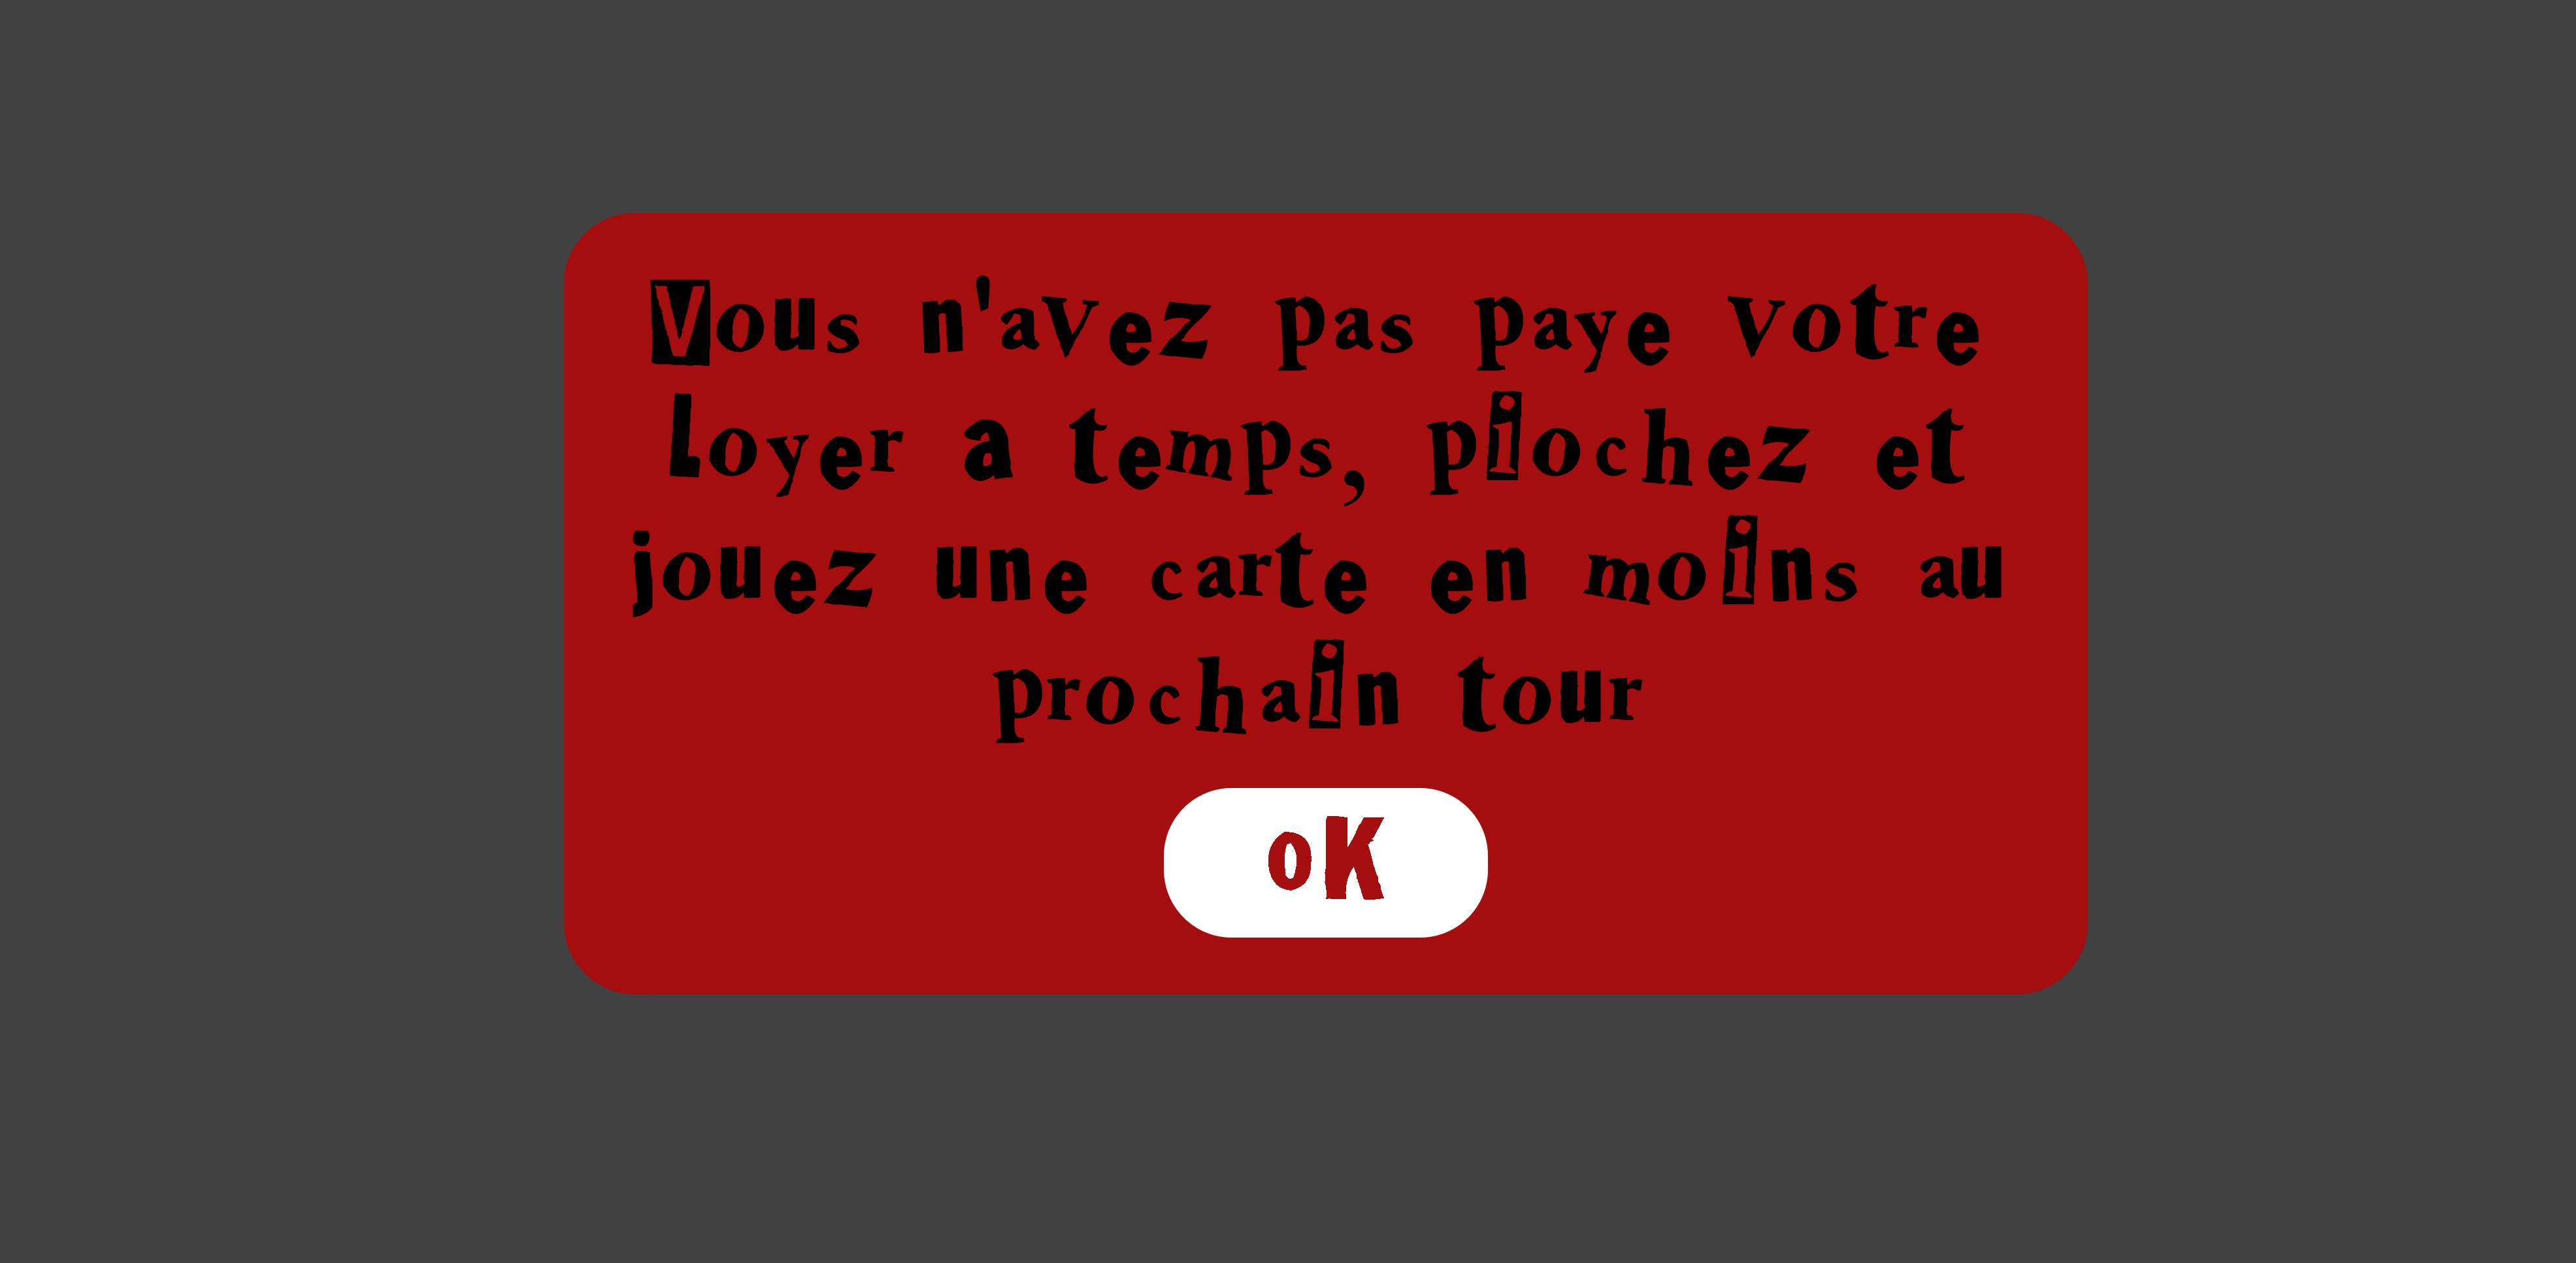 Vous n'avez pas paye votre
Loyer a temps, piochez et
jouez une carte en moins au
prochain tour
oK